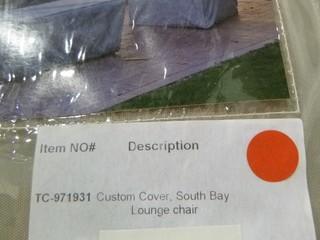 Item NO# Description
TC-971931 Custom Cover, South Bay
Lounge chair